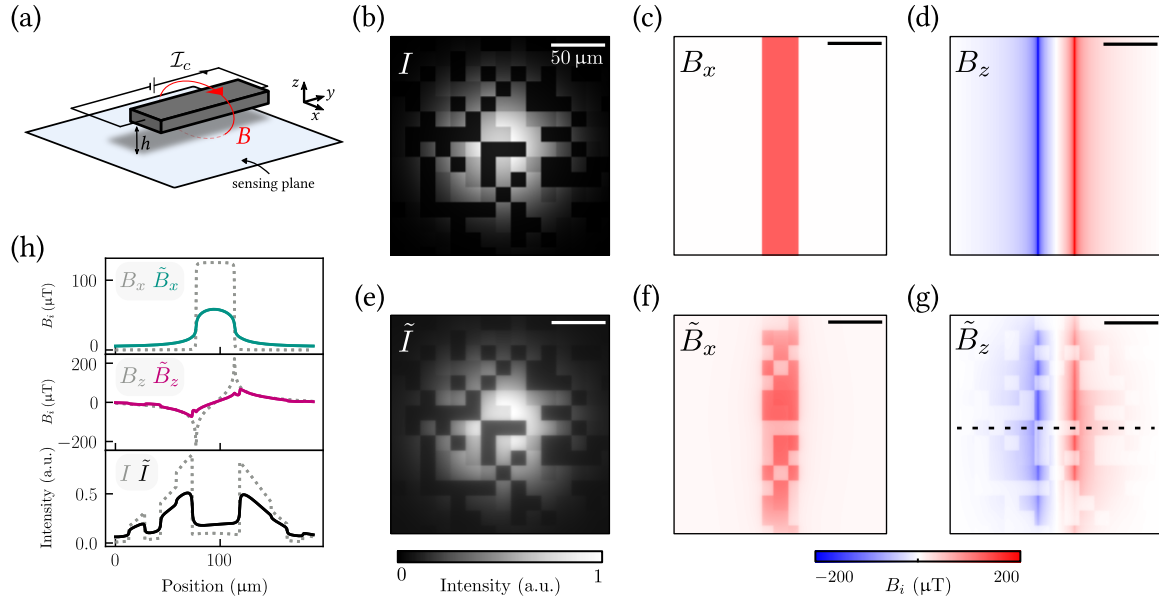 (a)
𝓘c
z
y
x
h
B
sensing plane
(b)
I
50 μm
(c)
Bx
(d)
Bz
(e)
Ĩ
0
1
Intensity (a.u.)
(f)
B̃x
(g)
B̃z
−200
200
Bi (μT)
(h)
Bx B̃x
100
0
Bi (μT)
Bz B̃z
200
0
−200
Bi (μT)
I Ĩ
0.5
0.0
Intensity (a.u.)
0
100
Position (μm)